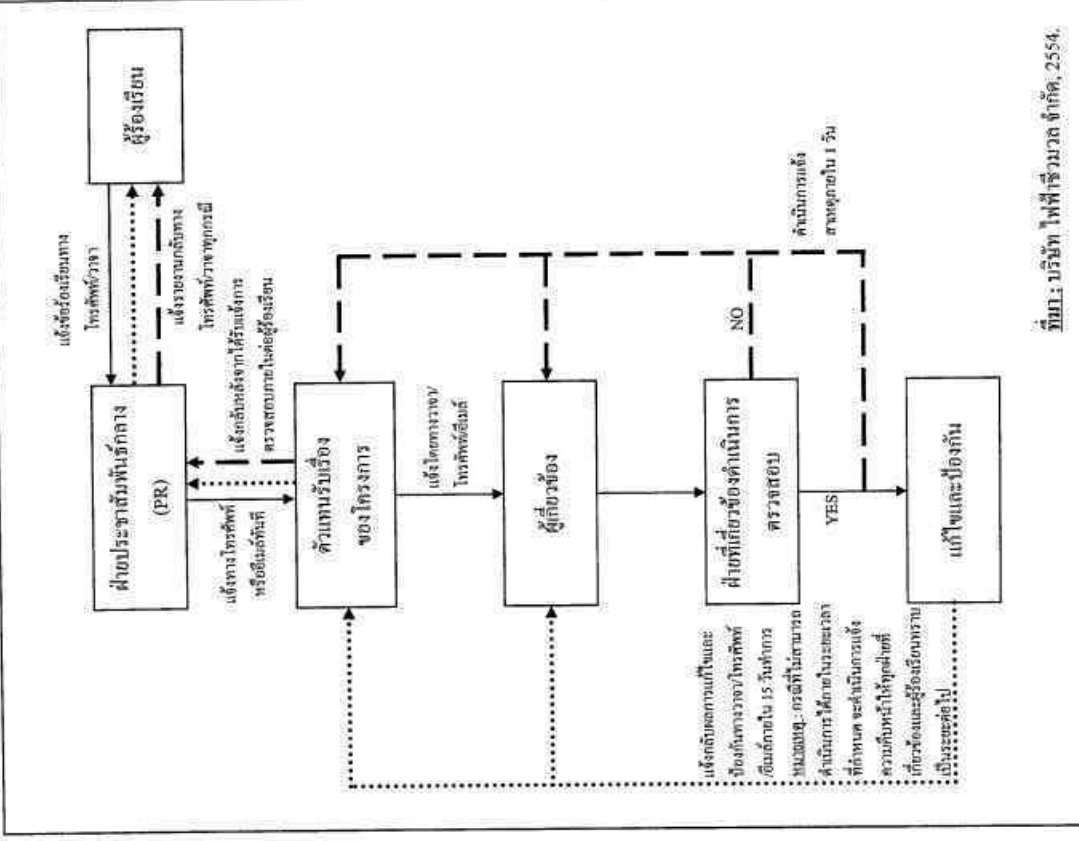 ผู้ร้องเรียน
แจ้งข้อร้องเรียนทาง
โทรศัพท์/วาจา
แจ้งรายงานกลับทาง
โทรศัพท์/วาจาทุกกรณี
ฝ่ายประชาสัมพันธ์กลาง
(PR)
แจ้งทางโทรศัพท์
หรืออีเมล์ทันที
แจ้งกลับหลังจากได้รับแจ้งการ
ตรวจสอบภายในต่อผู้ร้องเรียน
ตัวแทนรับเรื่อง
ของโครงการ
แจ้งโดยทางวาจา/
โทรศัพท์/อีเมล์
ผู้เกี่ยวข้อง
ฝ่ายที่เกี่ยวข้องดำเนินการ
ตรวจสอบ
NO
YES
ดำเนินการแจ้ง
สาเหตุภายใน 1 วัน
แก้ไขและป้องกัน
แจ้งกลับผลการแก้ไขและ
ป้องกันทางวาจา/โทรศัพท์
/อีเมล์ภายใน 15 วันทำการ
หมายเหตุ : กรณีที่ไม่สามารถ
ดำเนินการได้ภายในระยะเวลา
ที่กำหนด จะดำเนินการแจ้ง
ความคืบหน้าให้ทุกฝ่ายที่
เกี่ยวข้องและผู้ร้องเรียนทราบ
เป็นระยะต่อไป
ที่มา : บริษัท ไฟฟ้าชีวมวล จำกัด, 2554.